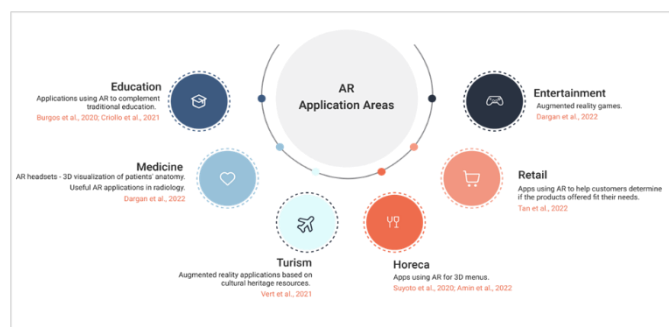 AR
Application Areas
Education
Applications using AR to complement
traditional education.
Burgos et al., 2020; Criollo et al., 2021
Medicine
AR headsets - 3D visualization of patients' anatomy.
Useful AR applications in radiology.
Dargan et al., 2022
Turism
Augmented reality applications based on
cultural heritage resources.
Vert et al., 2021
Horeca
Apps using AR for 3D menus.
Suyoto et al., 2020; Amin et al., 2022
Retail
Apps using AR to help customers determine
if the products offered fit their needs.
Tan et al., 2022
Entertainment
Augmented reality games.
Dargan et al., 2022